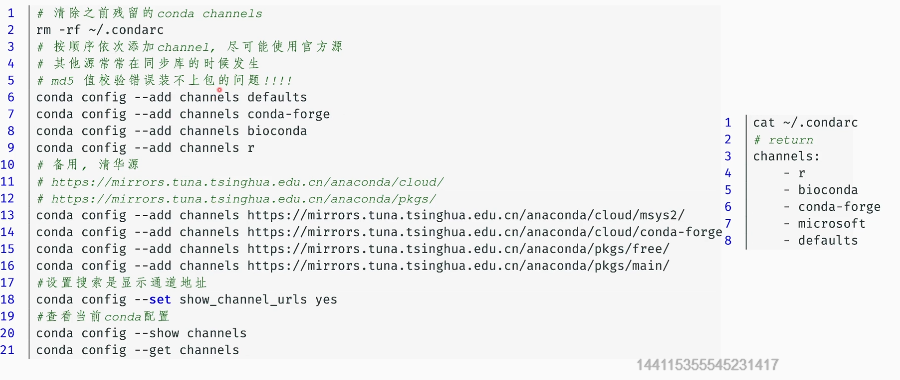 1 # 清除之前残留的conda channels
2 rm -rf ~/.condarc
3 # 按顺序依次添加channel, 尽可能使用官方源
4 # 其他源常常在同步库的时候发生
5 # md5 值校验错误装不上包的问题!!!!
6 conda config --add channels defaults
7 conda config --add channels conda-forge
8 conda config --add channels bioconda
9 conda config --add channels r
10 # 备用, 清华源
11 # https://mirrors.tuna.tsinghua.edu.cn/anaconda/cloud/
12 # https://mirrors.tuna.tsinghua.edu.cn/anaconda/pkgs/
13 conda config --add channels https://mirrors.tuna.tsinghua.edu.cn/anaconda/cloud/msys2/
14 conda config --add channels https://mirrors.tuna.tsinghua.edu.cn/anaconda/cloud/conda-forge
15 conda config --add channels https://mirrors.tuna.tsinghua.edu.cn/anaconda/pkgs/free/
16 conda config --add channels https://mirrors.tuna.tsinghua.edu.cn/anaconda/pkgs/main/
17 #设置搜索是显示通道地址
18 conda config --set show_channel_urls yes
19 #查看当前conda配置
20 conda config --show channels
21 conda config --get channels
1 cat ~/.condarc
2 # return
3 channels:
4 - r
5 - bioconda
6 - conda-forge
7 - microsoft
8 - defaults
144115355545231417